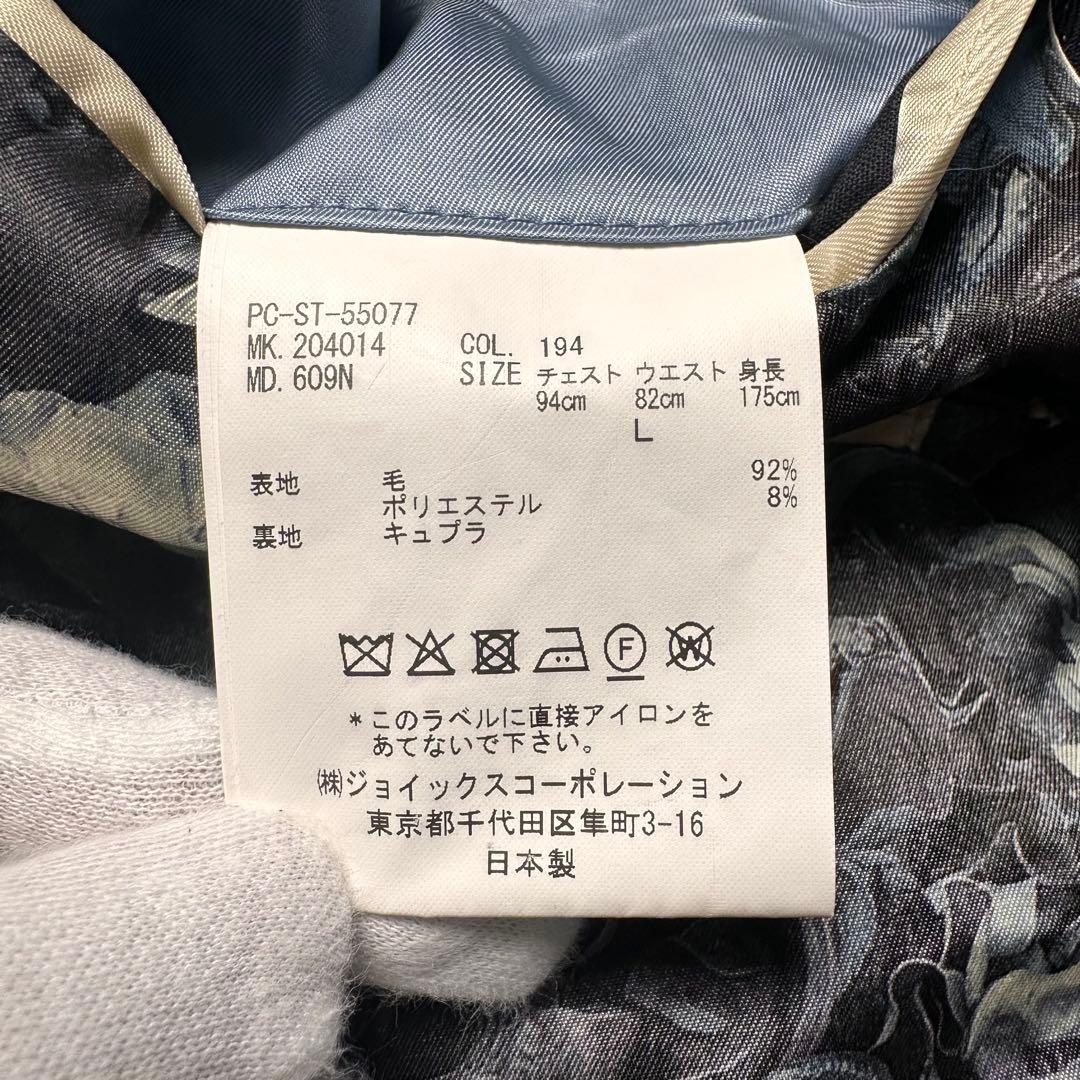 PC-ST-55077
MK. 204014 COL. 194
MD. 609N SIZE チェスト ウエスト 身長
94cm 82cm 175cm
L
表地 毛 92%
ポリエステル 8%
裏地 キュプラ
F W
*このラベルに直接アイロンを
あてないで下さい。
㈱ジョイックスコーポレーション
東京都千代田区隼町3-16
日本製